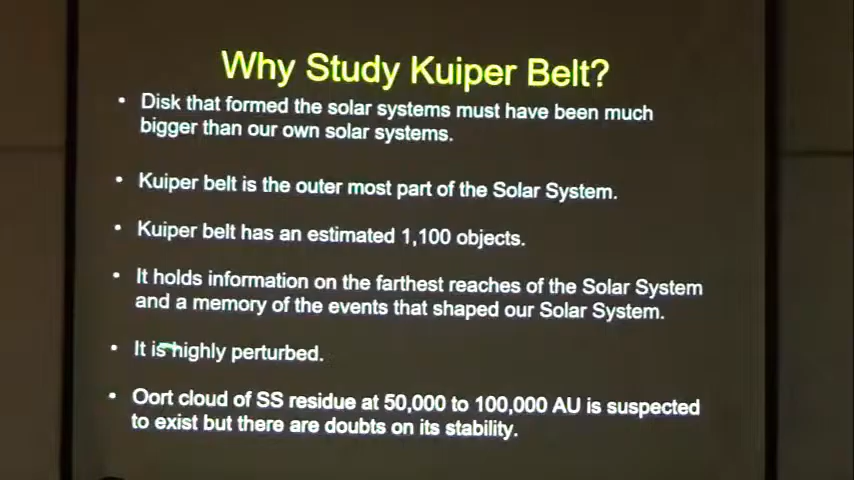 Why Study Kuiper Belt?
• Disk that formed the solar systems must have been much
bigger than our own solar systems.
• Kuiper belt is the outer most part of the Solar System.
• Kuiper belt has an estimated 1,100 objects.
• It holds information on the farthest reaches of the Solar System
and a memory of the events that shaped our Solar System.
• It is highly perturbed.
• Oort cloud of SS residue at 50,000 to 100,000 AU is suspected
to exist but there are doubts on its stability.